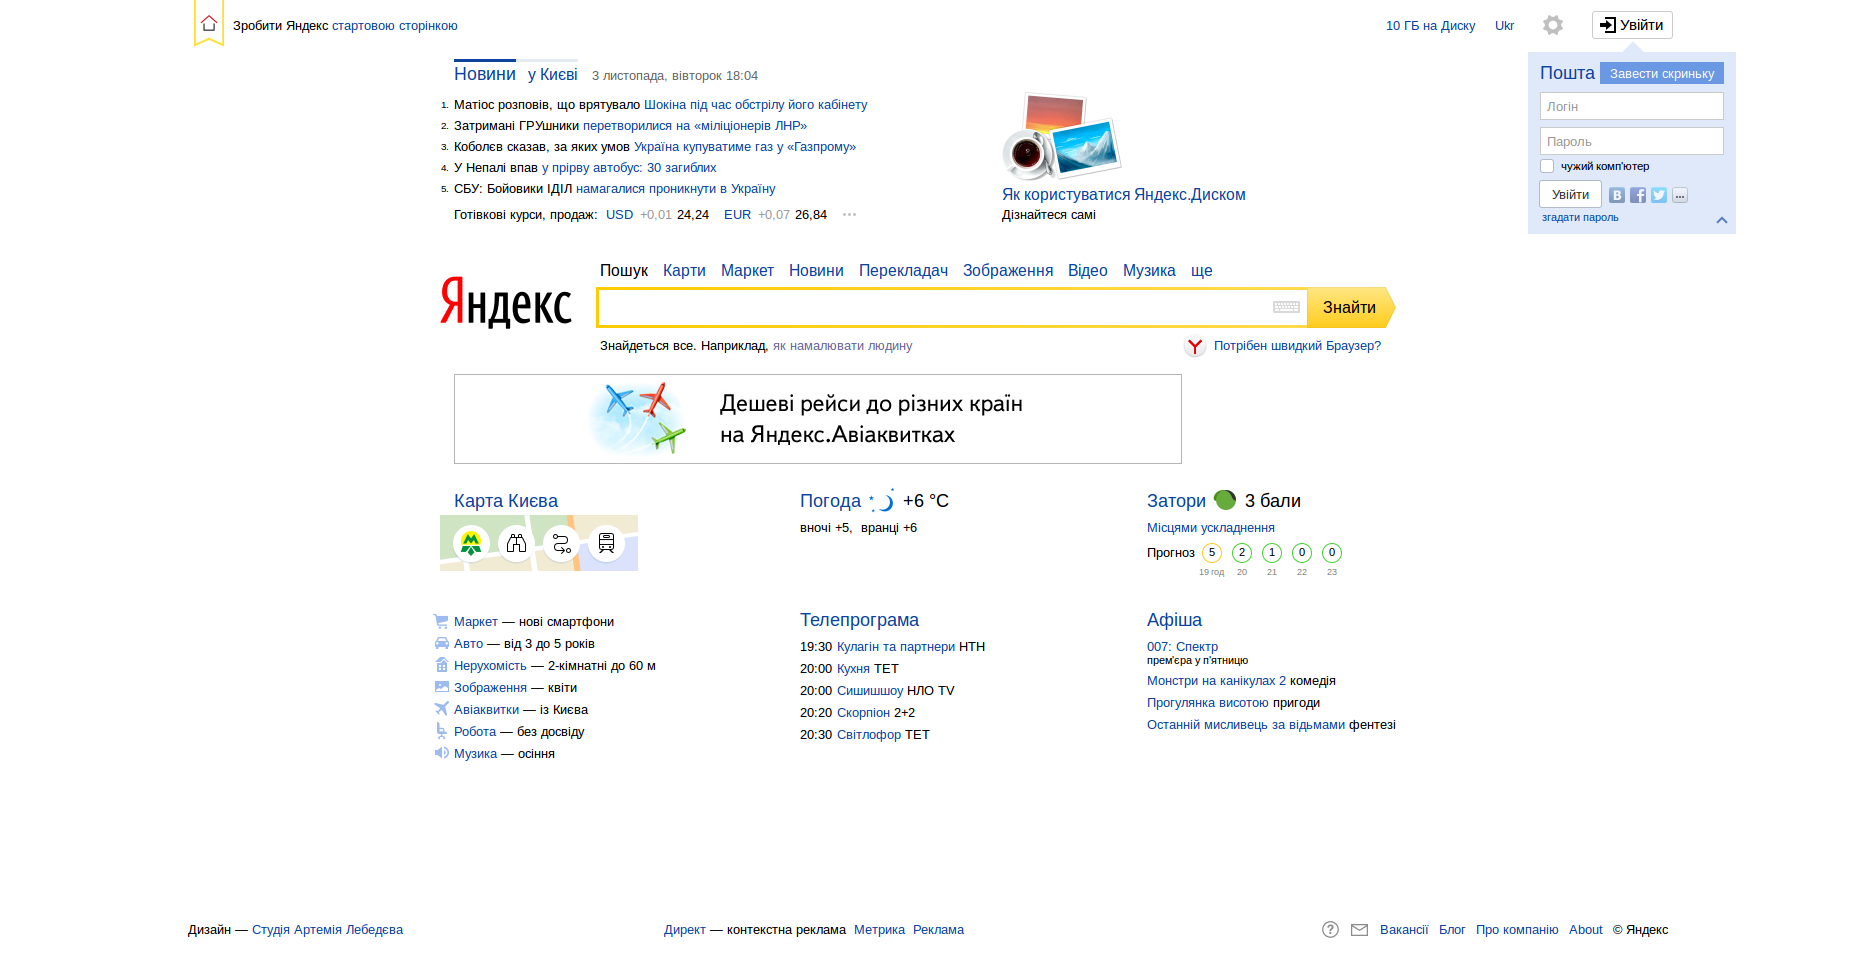 Зробити Яндекс стартовою сторінкою
10 ГБ на Диску Ukr Увійти
Новини у Києві 3 листопада, вівторок 18:04
1. Матіос розповів, що врятувало Шокіна під час обстрілу його кабінету
2. Затримані ГРУшники перетворилися на «міліціонерів ЛНР»
3. Коболєв сказав, за яких умов Україна купуватиме газ у «Газпрому»
4. У Непалі впав у прірву автобус: 30 загиблих
5. СБУ: Бойовики ІДІЛ намагалися проникнути в Україну
Готівкові курси, продаж: USD +0,01 24,24 EUR +0,07 26,84
Як користуватися Яндекс.Диском
Дізнайтеся самі
Пошта Завести скриньку
Логін
Пароль
чужий комп'ютер
Увійти
згадати пароль
Пошук Карти Маркет Новини Перекладач Зображення Відео Музика ще
Яндекс
Знайти
Знайдеться все. Наприклад, як намалювати людину
Потрібен швидкий Браузер?
Дешеві рейси до різних країн
на Яндекс.Авіаквитках
Карта Києва
Погода +6 °C
вночі +5, вранці +6
Затори 3 бали
Місцями ускладнення
Прогноз 5 2 1 0 0
19 год 20 21 22 23
Маркет — нові смартфони
Авто — від 3 до 5 років
Нерухомість — 2-кімнатні до 60 м
Зображення — квіти
Авіаквитки — із Києва
Робота — без досвіду
Музика — осіння
Телепрограма
19:30 Кулагін та партнери НТН
20:00 Кухня ТЕТ
20:00 Сишишшоу НЛО TV
20:20 Скорпіон 2+2
20:30 Світлофор ТЕТ
Афіша
007: Спектр
прем'єра у п'ятницю
Монстри на канікулах 2 комедія
Прогулянка висотою пригоди
Останній мисливець за відьмами фентезі
Дизайн — Студія Артемія Лебедєва
Директ — контекстна реклама Метрика Реклама
Вакансії Блог Про компанію About © Яндекс